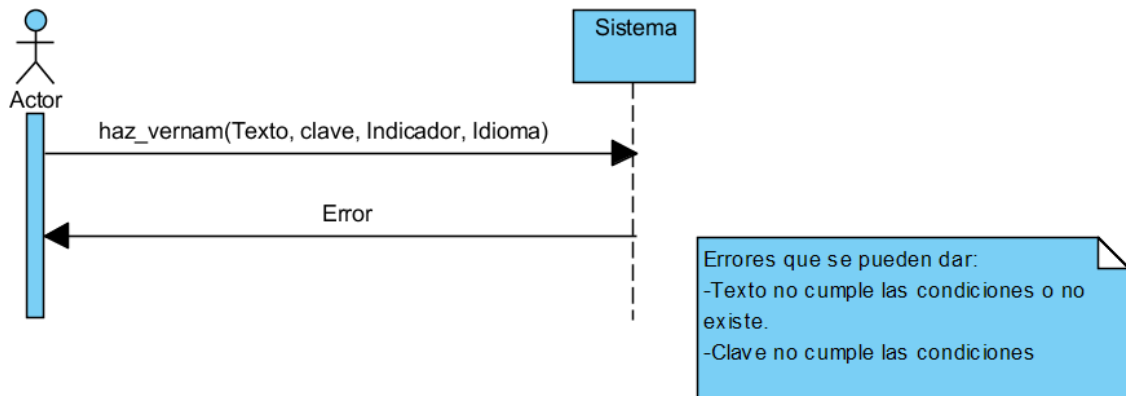 Sistema
Actor
haz_vernam(Texto, clave, Indicador, Idioma)
Error
Errores que se pueden dar:
-Texto no cumple las condiciones o no
existe.
-Clave no cumple las condiciones